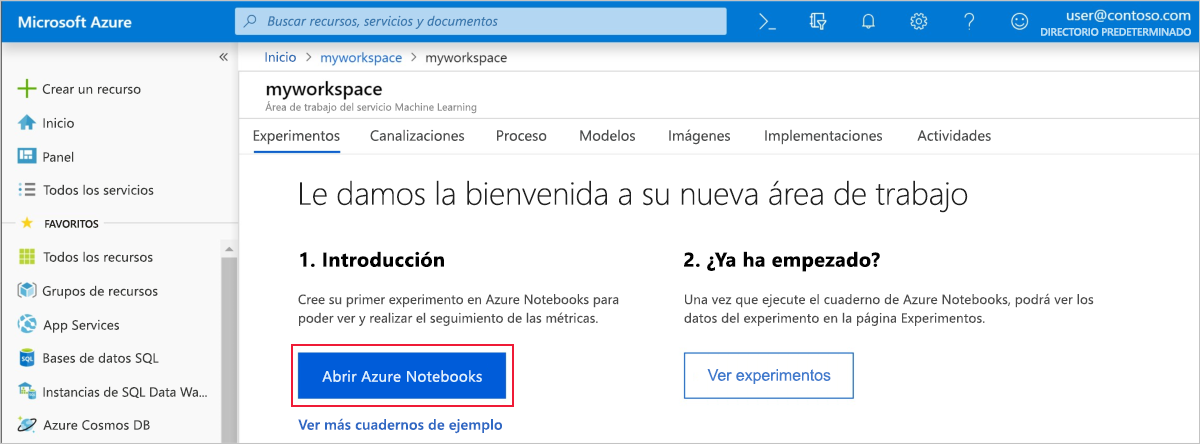 Microsoft Azure
Buscar recursos, servicios y documentos
user@contoso.com
DIRECTORIO PREDETERMINADO
«
Crear un recurso
Inicio
Panel
Todos los servicios
FAVORITOS
Todos los recursos
Grupos de recursos
App Services
Bases de datos SQL
Instancias de SQL Data Wa...
Azure Cosmos DB
Inicio > myworkspace > myworkspace
myworkspace
Área de trabajo del servicio Machine Learning
Experimentos Canalizaciones Proceso Modelos Imágenes Implementaciones Actividades
Le damos la bienvenida a su nueva área de trabajo
1. Introducción
Cree su primer experimento en Azure Notebooks para
poder ver y realizar el seguimiento de las métricas.
Abrir Azure Notebooks
Ver más cuadernos de ejemplo
2. ¿Ya ha empezado?
Una vez que ejecute el cuaderno de Azure Notebooks, podrá ver los
datos del experimento en la página Experimentos.
Ver experimentos